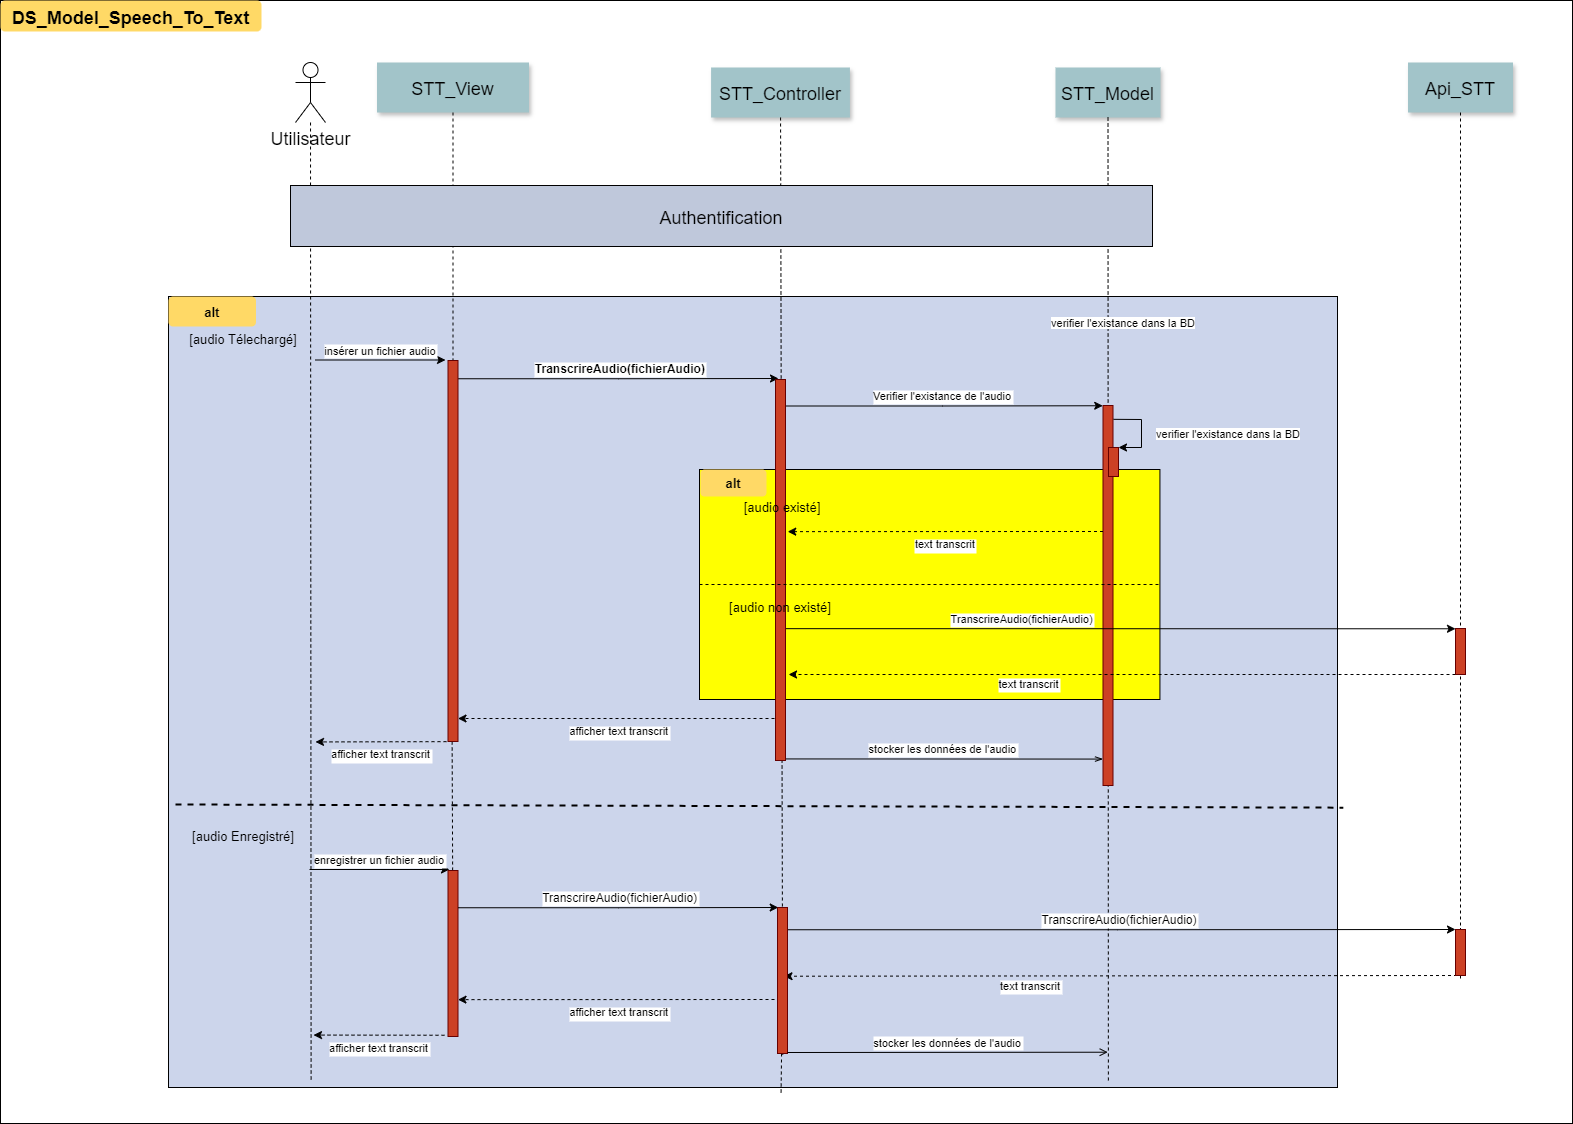 DS_Model_Speech_To_Text
Utilisateur
STT_View
STT_Controller
STT_Model
Api_STT
Authentification
alt
verifier l'existance dans la BD
[audio Télechargé]
insérer un fichier audio
TranscrireAudio(fichierAudio)
Verifier l'existance de l'audio
verifier l'existance dans la BD
alt
[audio existé]
text transcrit
[audio non existé]
TranscrireAudio(fichierAudio)
text transcrit
afficher text transcrit
stocker les données de l'audio
afficher text transcrit
[audio Enregistré]
enregistrer un fichier audio
TranscrireAudio(fichierAudio)
TranscrireAudio(fichierAudio)
text transcrit
afficher text transcrit
stocker les données de l'audio
afficher text transcrit